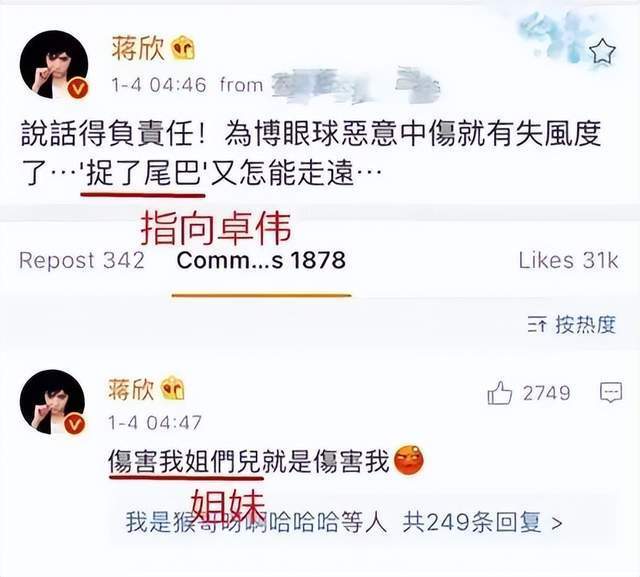 蒋欣
1-4 04:46 from
說話得負責任！為博眼球惡意中傷就有失風度
了…'捉了尾巴'又怎能走遠…
指向卓伟
Repost 342 Comm...s 1878 Likes 31k
按热度
蒋欣 2749
1-4 04:47
傷害我姐們兒就是傷害我
姐妹
我是猴哥呀啊哈哈哈等人 共249条回复 >